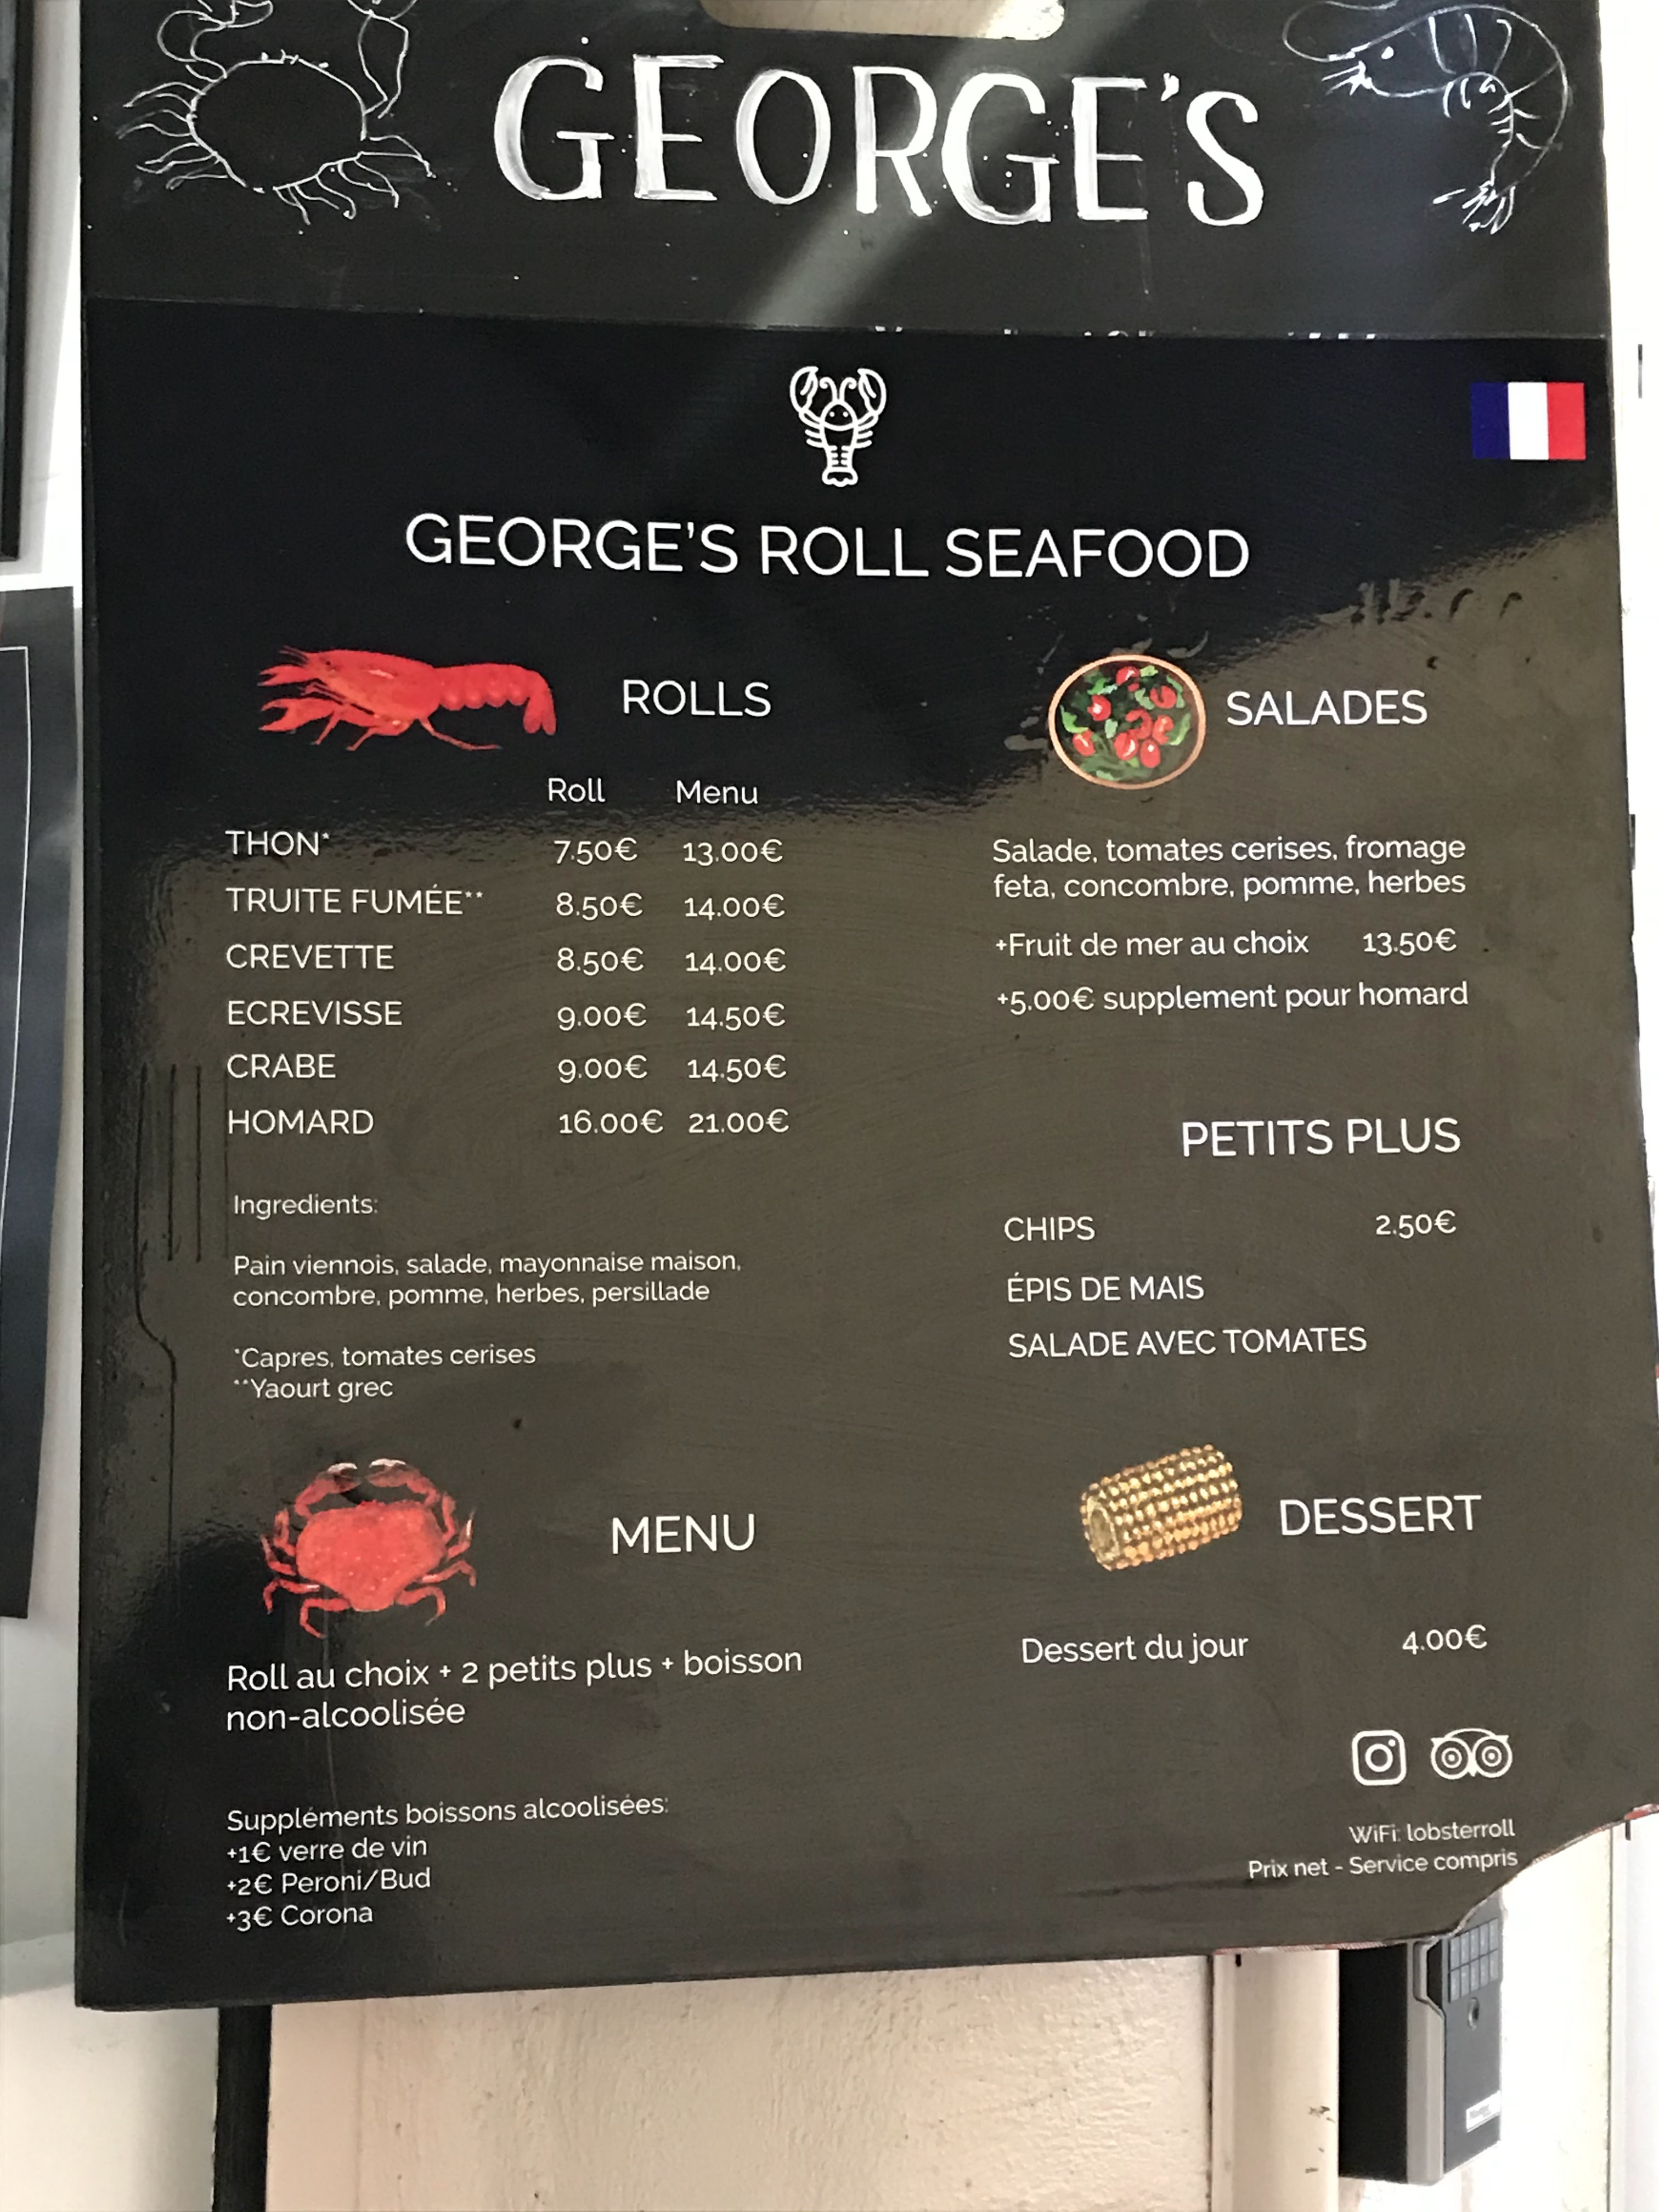 GEORGE'S
GEORGE'S ROLL SEAFOOD
ROLLS
Roll Menu
THON* 7.50€ 13.00€
TRUITE FUMÉE** 8.50€ 14.00€
CREVETTE 8.50€ 14.00€
ECREVISSE 9.00€ 14.50€
CRABE 9.00€ 14.50€
HOMARD 16.00€ 21.00€
Ingredients:
Pain viennois, salade, mayonnaise maison,
concombre, pomme, herbes, persillade
*Capres, tomates cerises
**Yaourt grec
MENU
Roll au choix + 2 petits plus + boisson
non-alcoolisée
Suppléments boissons alcoolisées:
+1€ verre de vin
+2€ Peroni/Bud
+3€ Corona
SALADES
Salade, tomates cerises, fromage
feta, concombre, pomme, herbes
+Fruit de mer au choix 13.50€
+5.00€ supplement pour homard
PETITS PLUS
CHIPS 2.50€
ÉPIS DE MAIS
SALADE AVEC TOMATES
DESSERT
Dessert du jour 4.00€
WiFi: lobsterroll
Prix net - Service compris